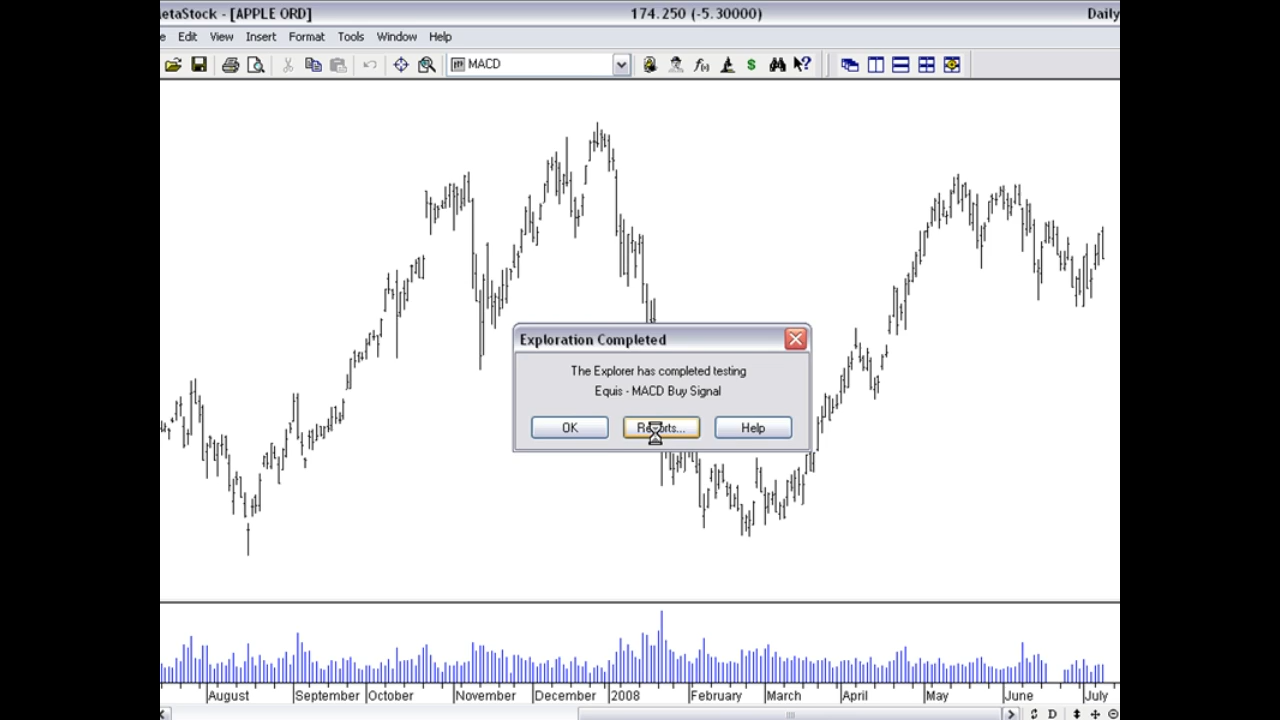 etaStock - [APPLE ORD] 174.250 (-5.30000) Daily
e Edit View Insert Format Tools Window Help
MACD
Exploration Completed
The Explorer has completed testing
Equis - MACD Buy Signal
OK Reports... Help
August September October November December 2008 February March April May June July
D